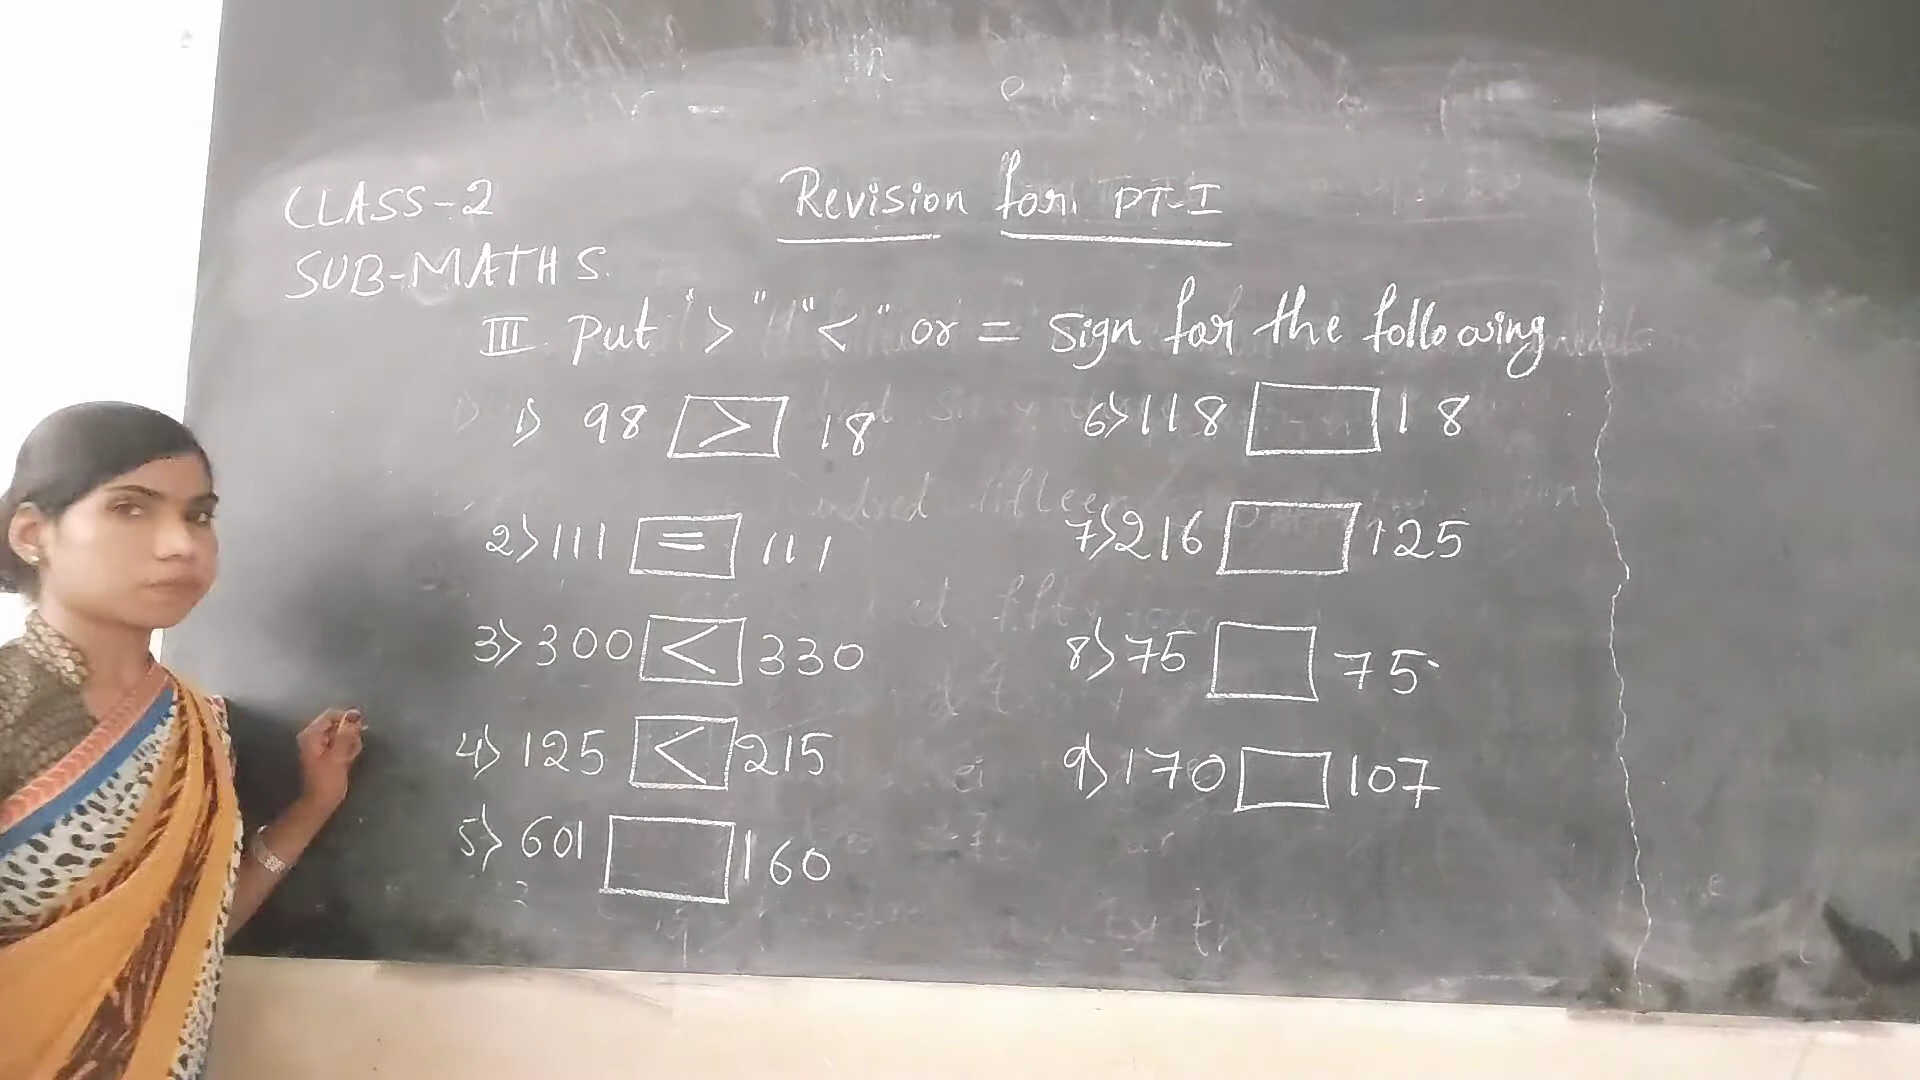 CLASS-2
Revision for PT-I
SUB-MATHS.
III. Put ">" "<" or = Sign for the following
1) 98 > 18
6) 118 18
2) 111 = 111
7) 216 125
3) 300 < 330
8) 75 75
4) 125 < 215
9) 170 107
5) 601 160